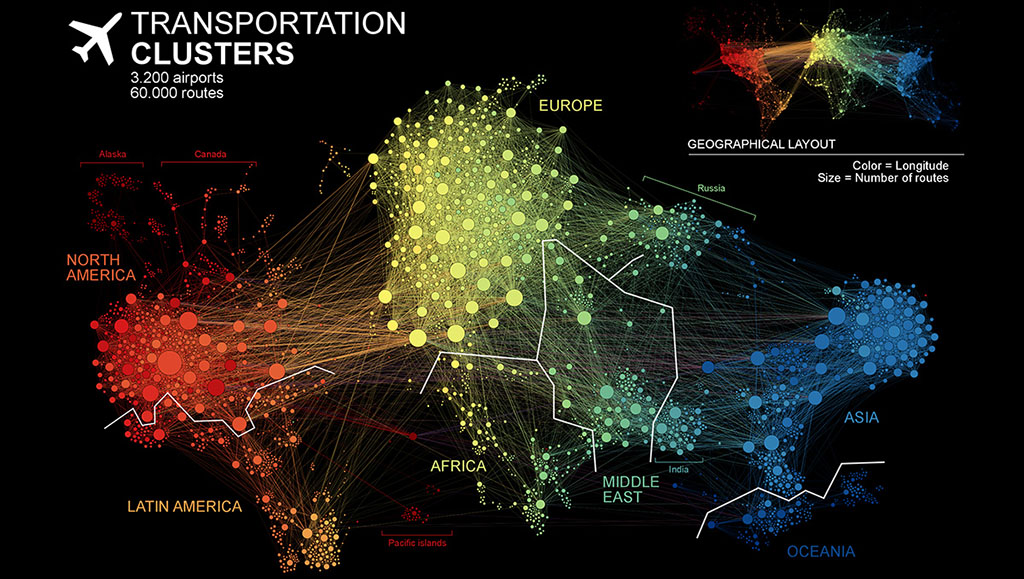 TRANSPORTATION
CLUSTERS
3.200 airports
60.000 routes
EUROPE
GEOGRAPHICAL LAYOUT
Color = Longitude
Size = Number of routes
Alaska
Canada
Russia
NORTH
AMERICA
ASIA
AFRICA
India
MIDDLE
EAST
LATIN AMERICA
Pacific islands
OCEANIA